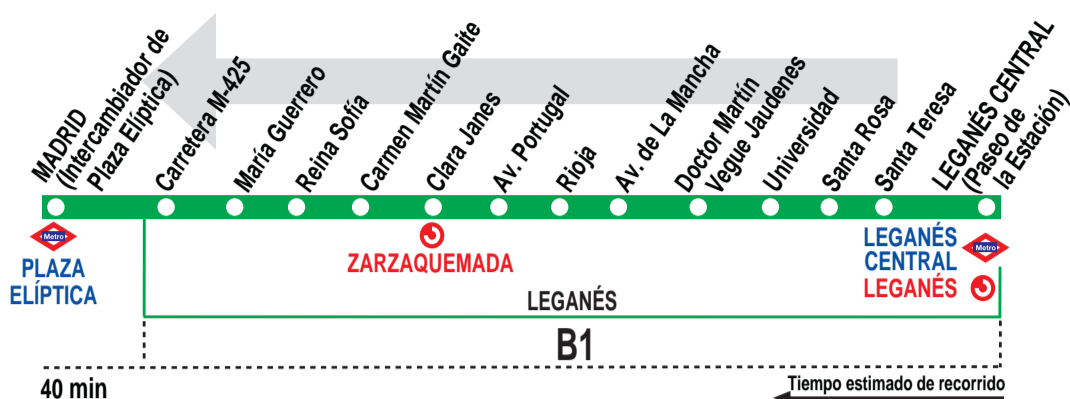 MADRID
(Intercambiador de
Plaza Elíptica)
Carretera M-425
María Guerrero
Reina Sofía
Carmen Martín Gaite
Clara Janes
Av. Portugal
Rioja
Av. de La Mancha
Doctor Martín
Vegue Jaudenes
Universidad
Santa Rosa
Santa Teresa
LEGANÉS CENTRAL
(Paseo de
la Estación)
Metro
PLAZA
ELÍPTICA
ZARZAQUEMADA
LEGANÉS
CENTRAL
Metro
LEGANÉS
LEGANÉS
B1
40 min
Tiempo estimado de recorrido